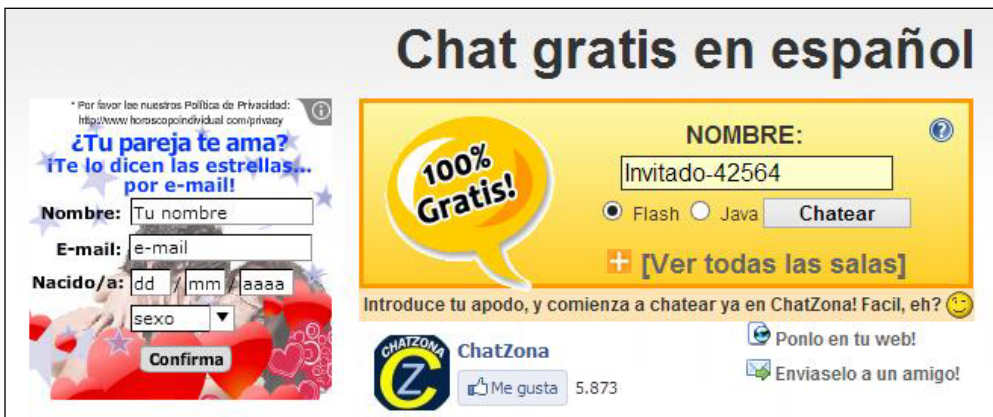 Chat gratis en español
* Por favor lee nuestros Política de Privacidad:
http://www horoscopoindividual com/privacy
¿Tu pareja te ama?
¡Te lo dicen las estrellas...
por e-mail!
Nombre: Tu nombre
E-mail: e-mail
Nacido/a: dd / mm / aaaa
sexo
Confirma
100%
Gratis!
NOMBRE:
Invitado-42564
Flash Java Chatear
[Ver todas las salas]
Introduce tu apodo, y comienza a chatear ya en ChatZona! Facil, eh?
CHATZONA
CZ
ChatZona
Me gusta 5.873
Ponlo en tu web!
Enviaselo a un amigo!